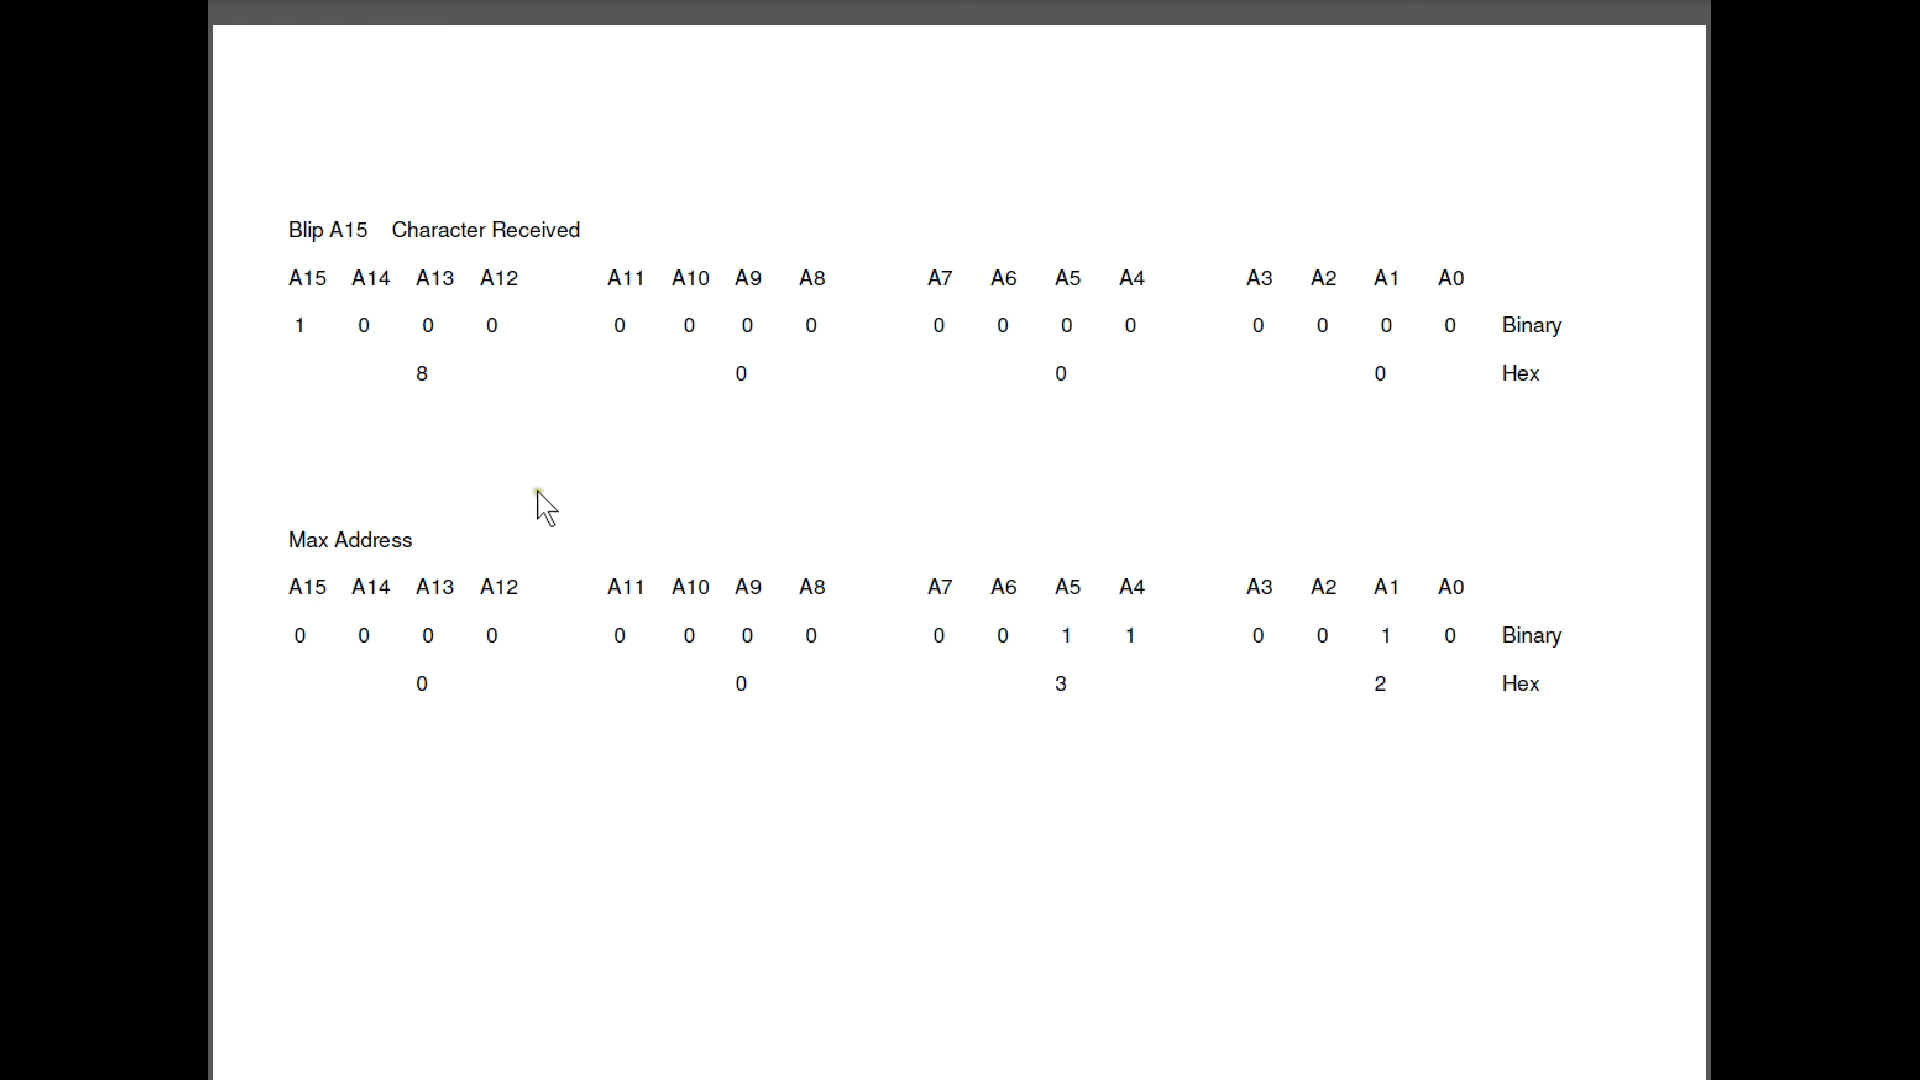 Blip A15 Character Received
A15 A14 A13 A12 A11 A10 A9 A8 A7 A6 A5 A4 A3 A2 A1 A0
1 0 0 0 0 0 0 0 0 0 0 0 0 0 0 0 Binary
8 0 0 0 Hex
Max Address
A15 A14 A13 A12 A11 A10 A9 A8 A7 A6 A5 A4 A3 A2 A1 A0
0 0 0 0 0 0 0 0 0 0 1 1 0 0 1 0 Binary
0 0 3 2 Hex